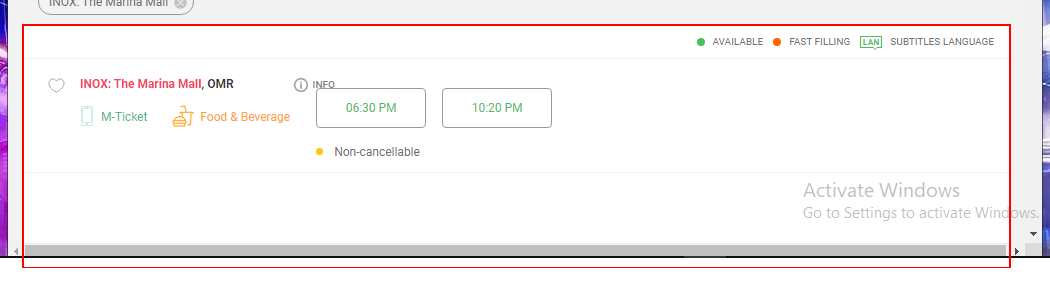 INOX: The Marina Mall
AVAILABLE FAST FILLING LAN SUBTITLES LANGUAGE
INOX: The Marina Mall, OMR INFO
06:30 PM 10:20 PM
M-Ticket Food & Beverage
Non-cancellable
Activate Windows
Go to Settings to activate Windows.